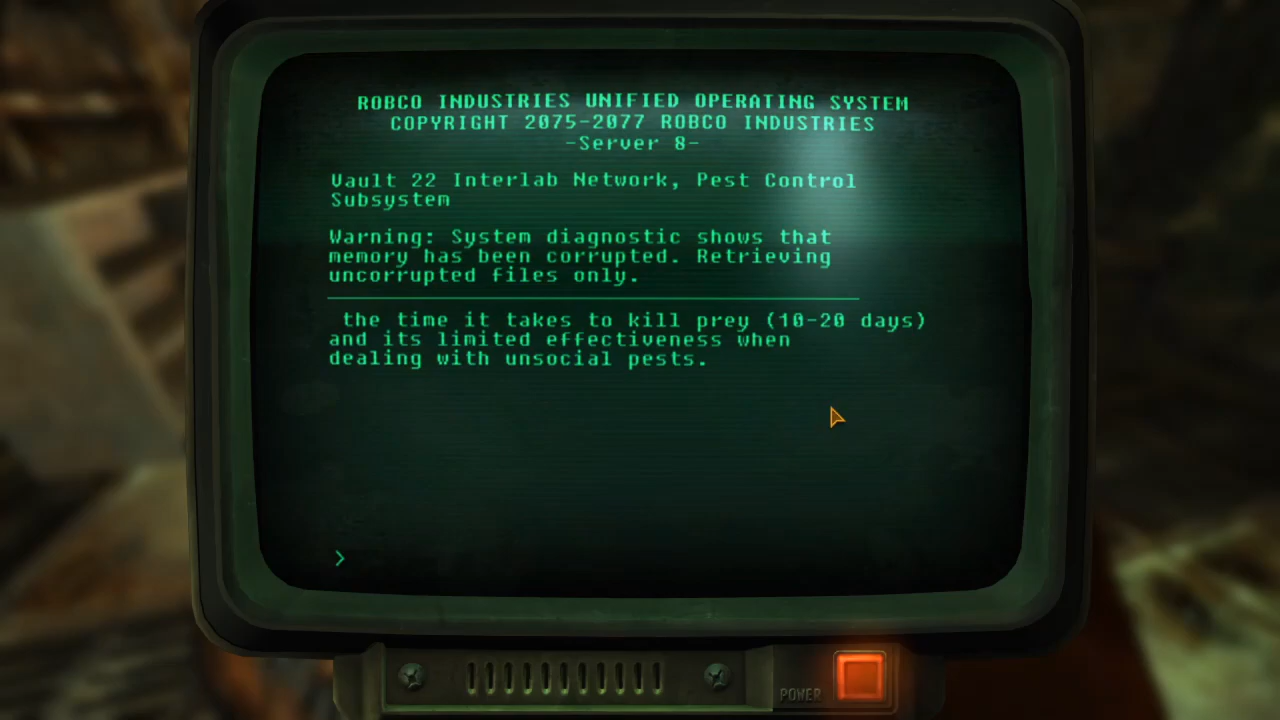 ROBCO INDUSTRIES UNIFIED OPERATING SYSTEM
COPYRIGHT 2075-2077 ROBCO INDUSTRIES
-Server 8-
Vault 22 Interlab Network, Pest Control
Subsystem
Warning: System diagnostic shows that
memory has been corrupted. Retrieving
uncorrupted files only.
the time it takes to kill prey (10-20 days)
and its limited effectiveness when
dealing with unsocial pests.
>
POWER